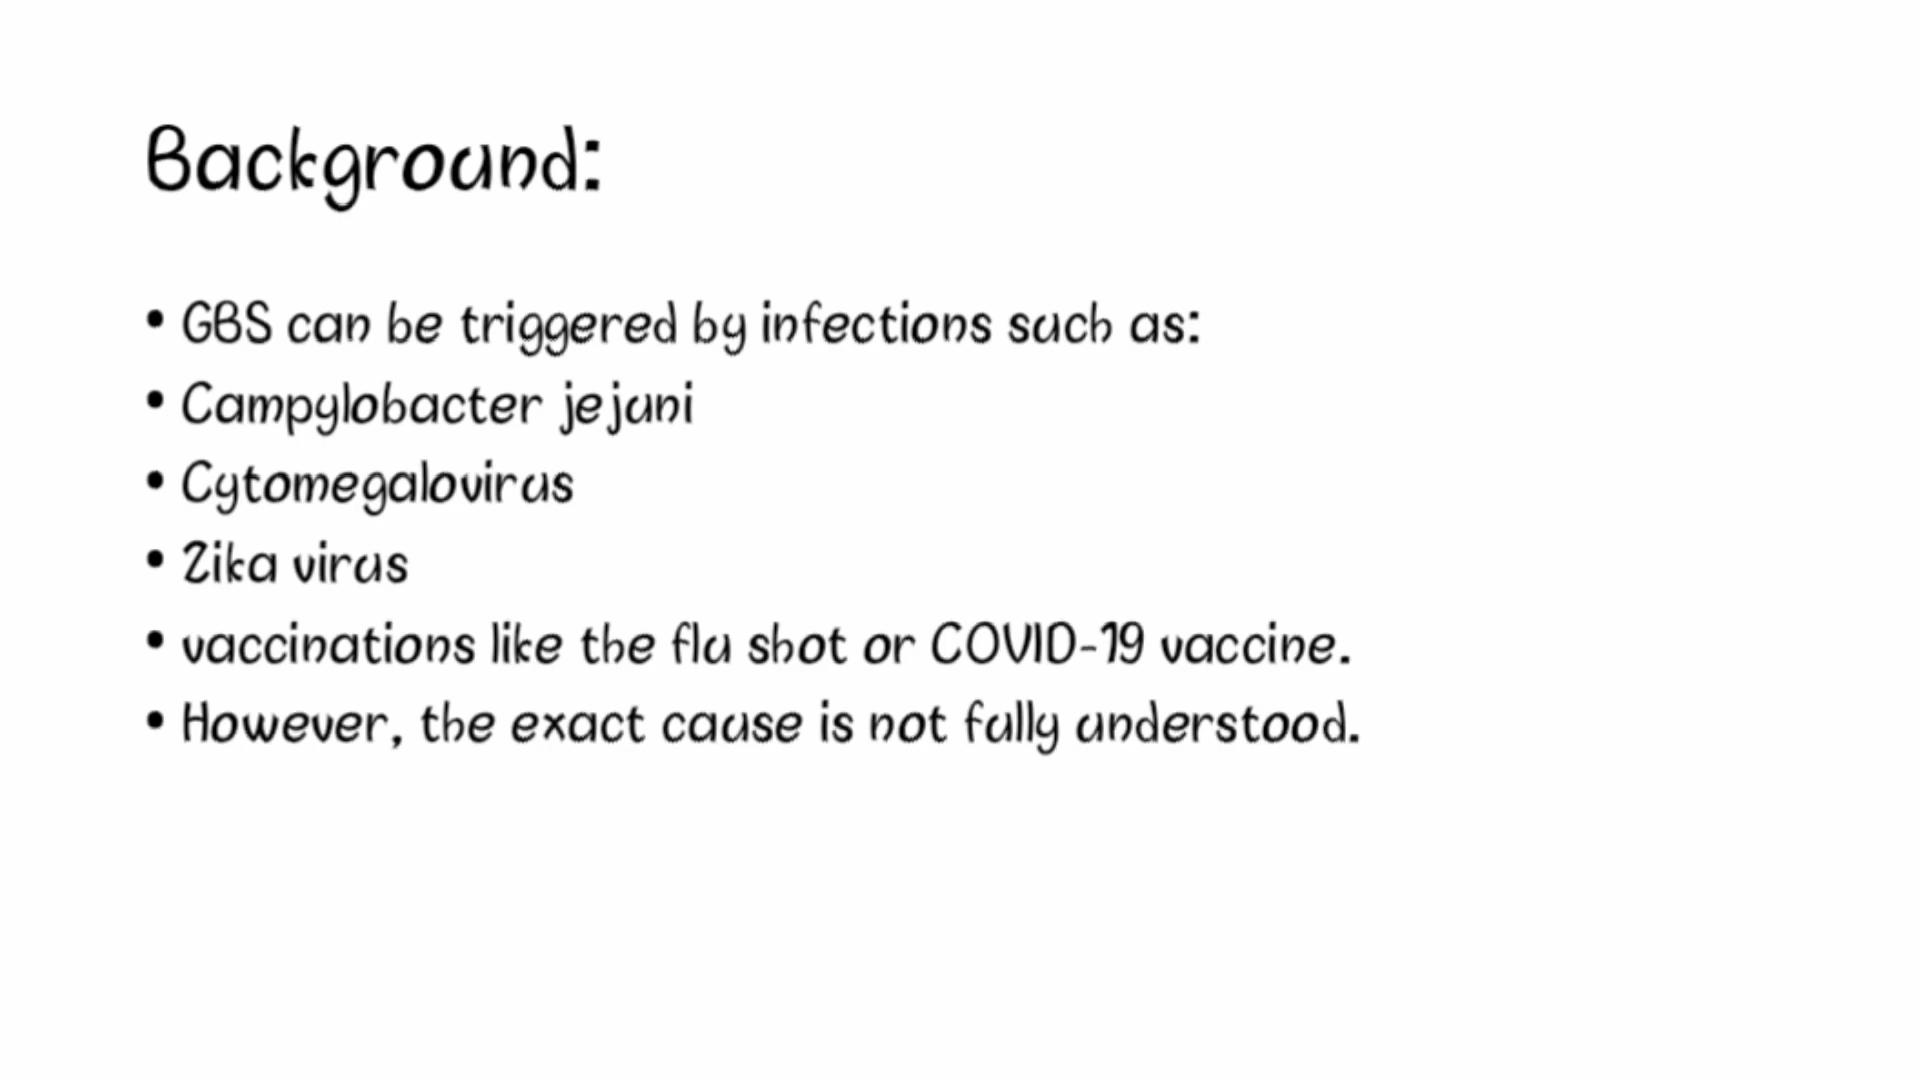 Background:
• GBS can be triggered by infections such as:
• Campylobacter jejuni
• Cytomegalovirus
• Zika virus
• vaccinations like the flu shot or COVID-19 vaccine.
• However, the exact cause is not fully understood.